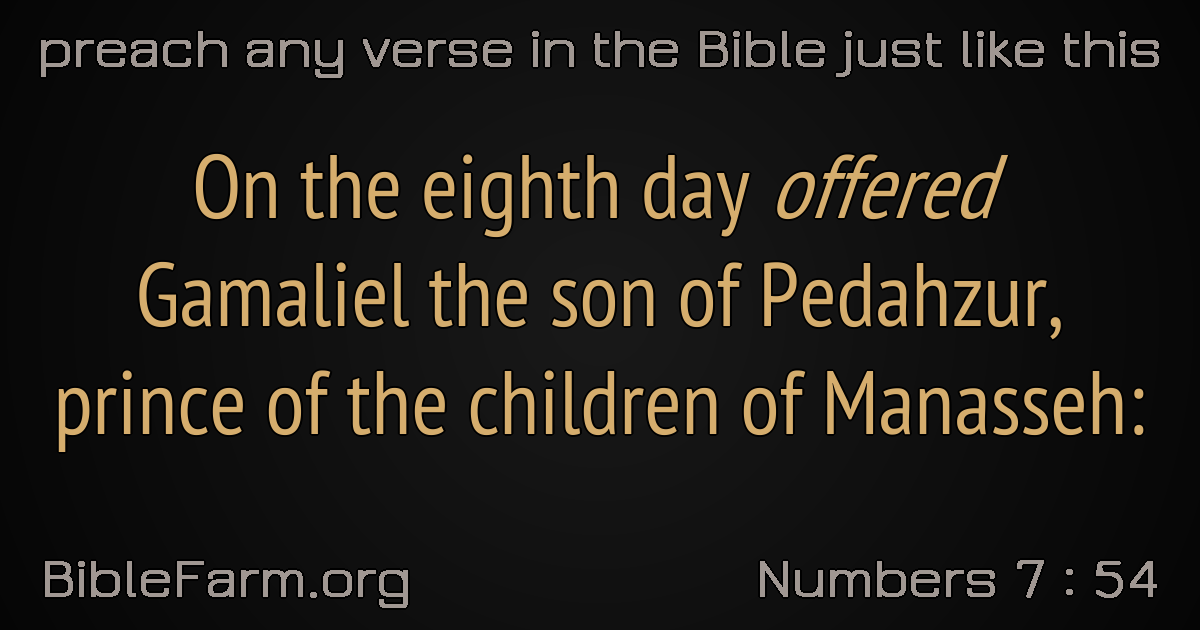 preach any verse in the Bible just like this
On the eighth day offered
Gamaliel the son of Pedahzur,
prince of the children of Manasseh:
BibleFarm.org
Numbers 7 : 54